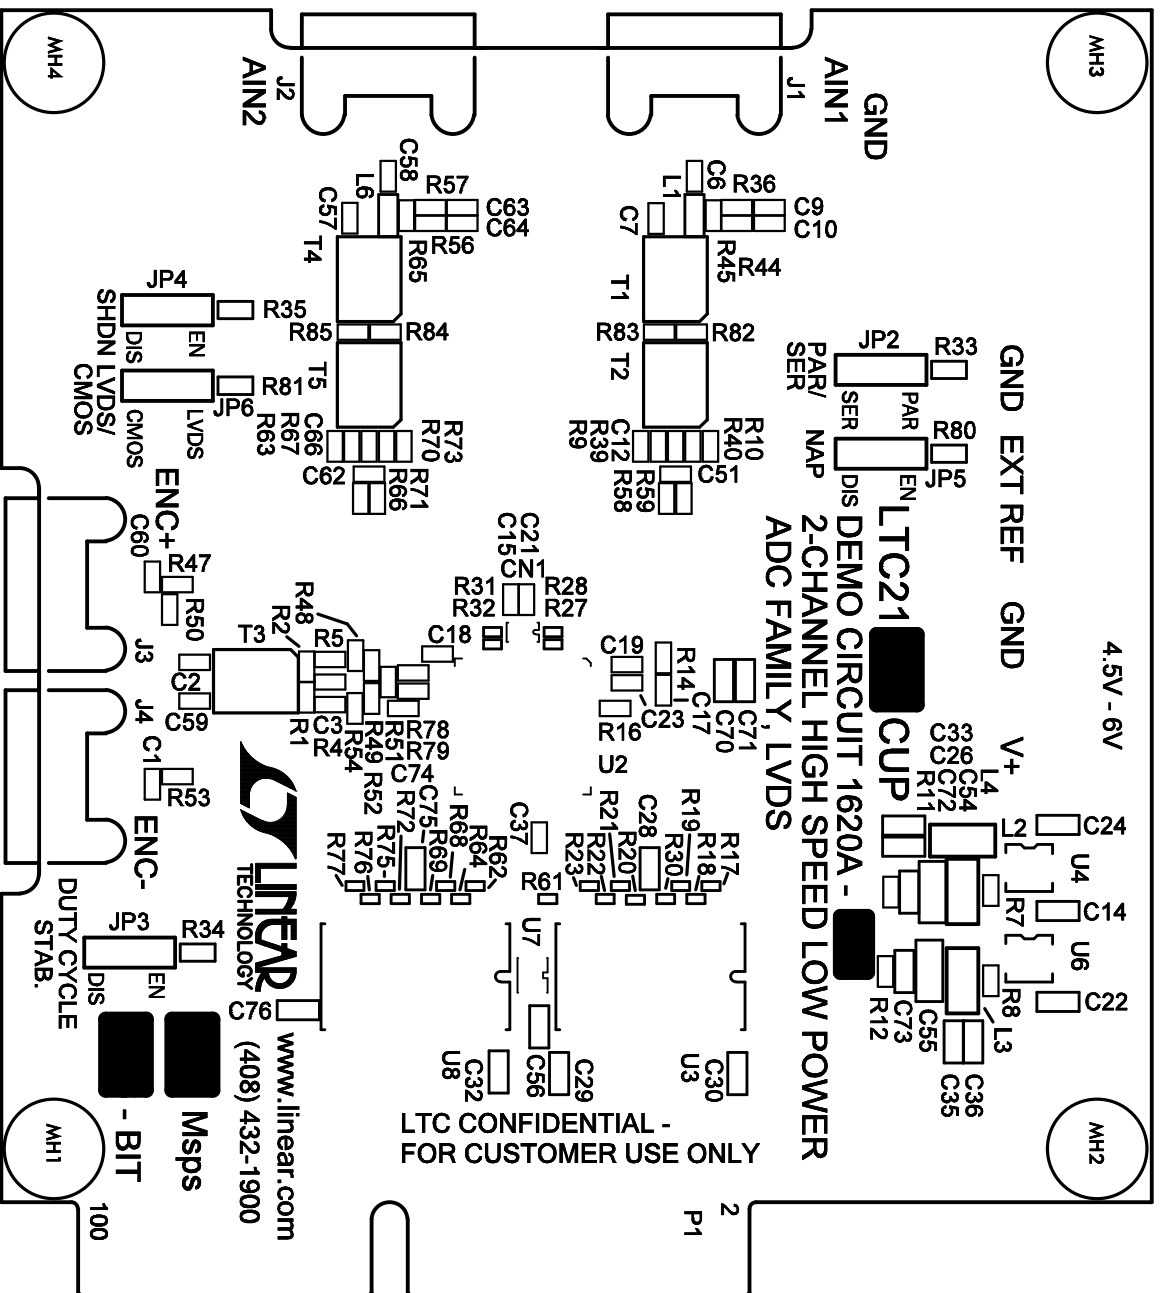 MH4
MH3
J2
AIN2
J1
AIN1
GND
C58
L6
R57
C63
C64
C57
R56
T4
R65
C6
L1
R36
C9
C10
C7
R45
R44
T1
JP4
R35
SHDN
DIS
EN
R85
R84
T5
R83
R82
T2
JP2
R33
PAR/
SER
SER
PAR
GND
EXT REF
GND
V+
4.5V - 6V
LVDS/
CMOS
R81
JP6
CMOS
LVDS
R63
R67
C66
R70
R73
C62
R66
R71
R9
R39
C12
R40
R10
C51
R58
R59
R80
NAP
JP5
DIS
EN
LTC21
CUP
DEMO CIRCUIT 1620A -
2-CHANNEL HIGH SPEED LOW POWER
ADC FAMILY, LVDS
ENC+
C60
R47
R50
J3
J4
C15
C21
CN1
R31
R32
R28
R27
R48
R2
T3
R5
C18
C2
C59
R1
C3
R4
R54
R49
R51
R78
R79
C74
R52
C19
R14
C17
C23
R16
C70
C71
U2
C1
R53
ENC-
C33
C26
R11
C72
C54
L4
L2
C24
U4
C14
R7
U6
C22
R8
L3
R12
C73
C55
C35
C36
R77
R76
R75
R72
C75
R69
R68
R64
R62
C37
R61
R23
R22
R21
R20
C28
R30
R19
R18
R17
LINEAR
TECHNOLOGY
U7
JP3
R34
DUTY CYCLE
STAB.
DIS
EN
C76
U8
C32
C56
C29
U3
C30
LTC CONFIDENTIAL -
FOR CUSTOMER USE ONLY
www.linear.com
(408) 432-1900
Msps
- BIT
MH1
MH2
100
2
P1